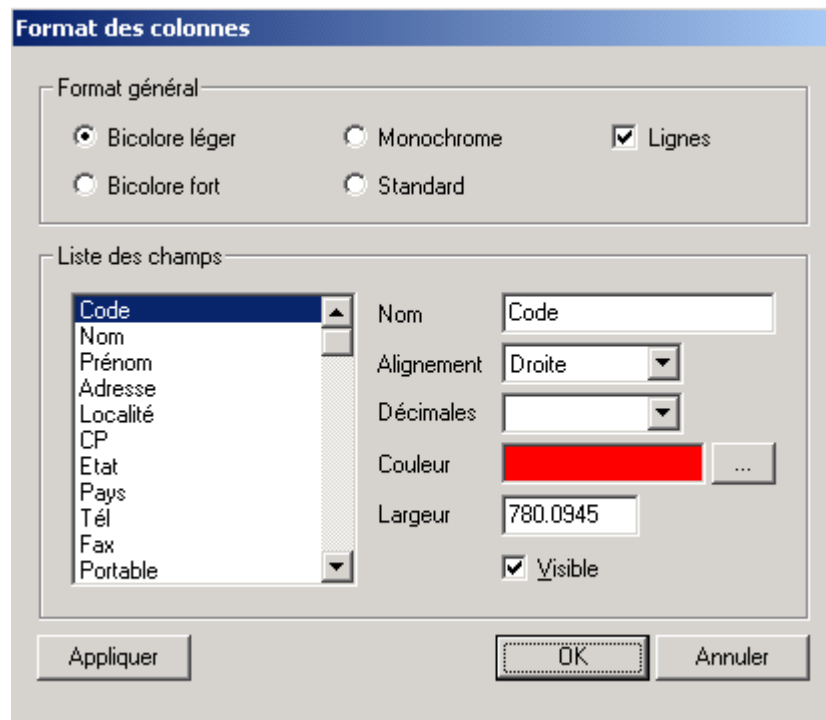 Format des colonnes
Format général
Bicolore léger
Monochrome
Lignes
Bicolore fort
Standard
Liste des champs
Code
Nom
Prénom
Adresse
Localité
CP
Etat
Pays
Tél
Fax
Portable
Nom
Code
Alignement
Droite
Décimales
Couleur
...
Largeur
780.0945
Visible
Appliquer
OK
Annuler